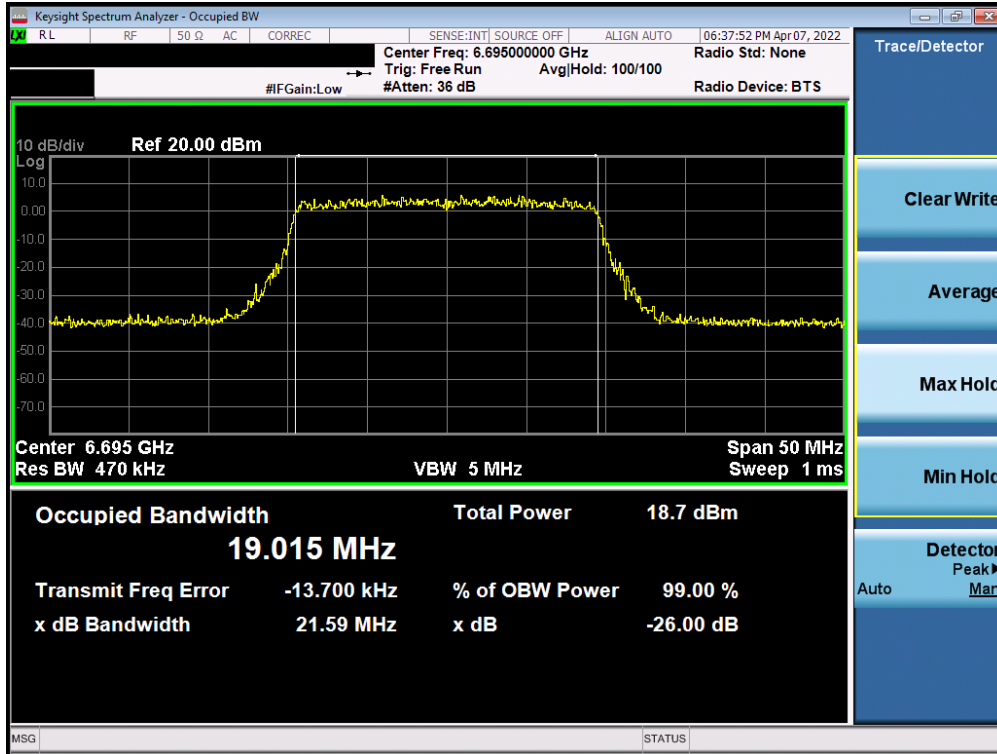 Keysight Spectrum Analyzer - Occupied BW
LXI RL RF 50 Ω AC CORREC SENSE:INT SOURCE OFF ALIGN AUTO 06:37:52 PM Apr 07, 2022
Center Freq: 6.695000000 GHz Radio Std: None
Trig: Free Run Avg|Hold: 100/100
#IFGain:Low #Atten: 36 dB Radio Device: BTS
Trace/Detector
10 dB/div Ref 20.00 dBm
Log
10.0
0.00
-10.0
-20.0
-30.0
-40.0
-50.0
-60.0
-70.0
Center 6.695 GHz Span 50 MHz
Res BW 470 kHz VBW 5 MHz Sweep 1 ms
Occupied Bandwidth Total Power 18.7 dBm
19.015 MHz
Transmit Freq Error -13.700 kHz % of OBW Power 99.00 %
x dB Bandwidth 21.59 MHz x dB -26.00 dB
Clear Write
Average
Max Hold
Min Hold
Detector
Peak▶
Auto Man
MSG STATUS